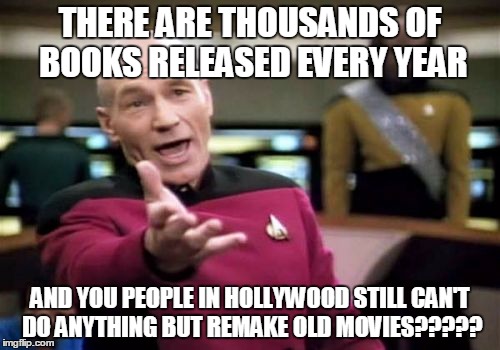 THERE ARE THOUSANDS OF
BOOKS RELEASED EVERY YEAR
AND YOU PEOPLE IN HOLLYWOOD STILL CAN'T
DO ANYTHING BUT REMAKE OLD MOVIES?????
imgflip.com